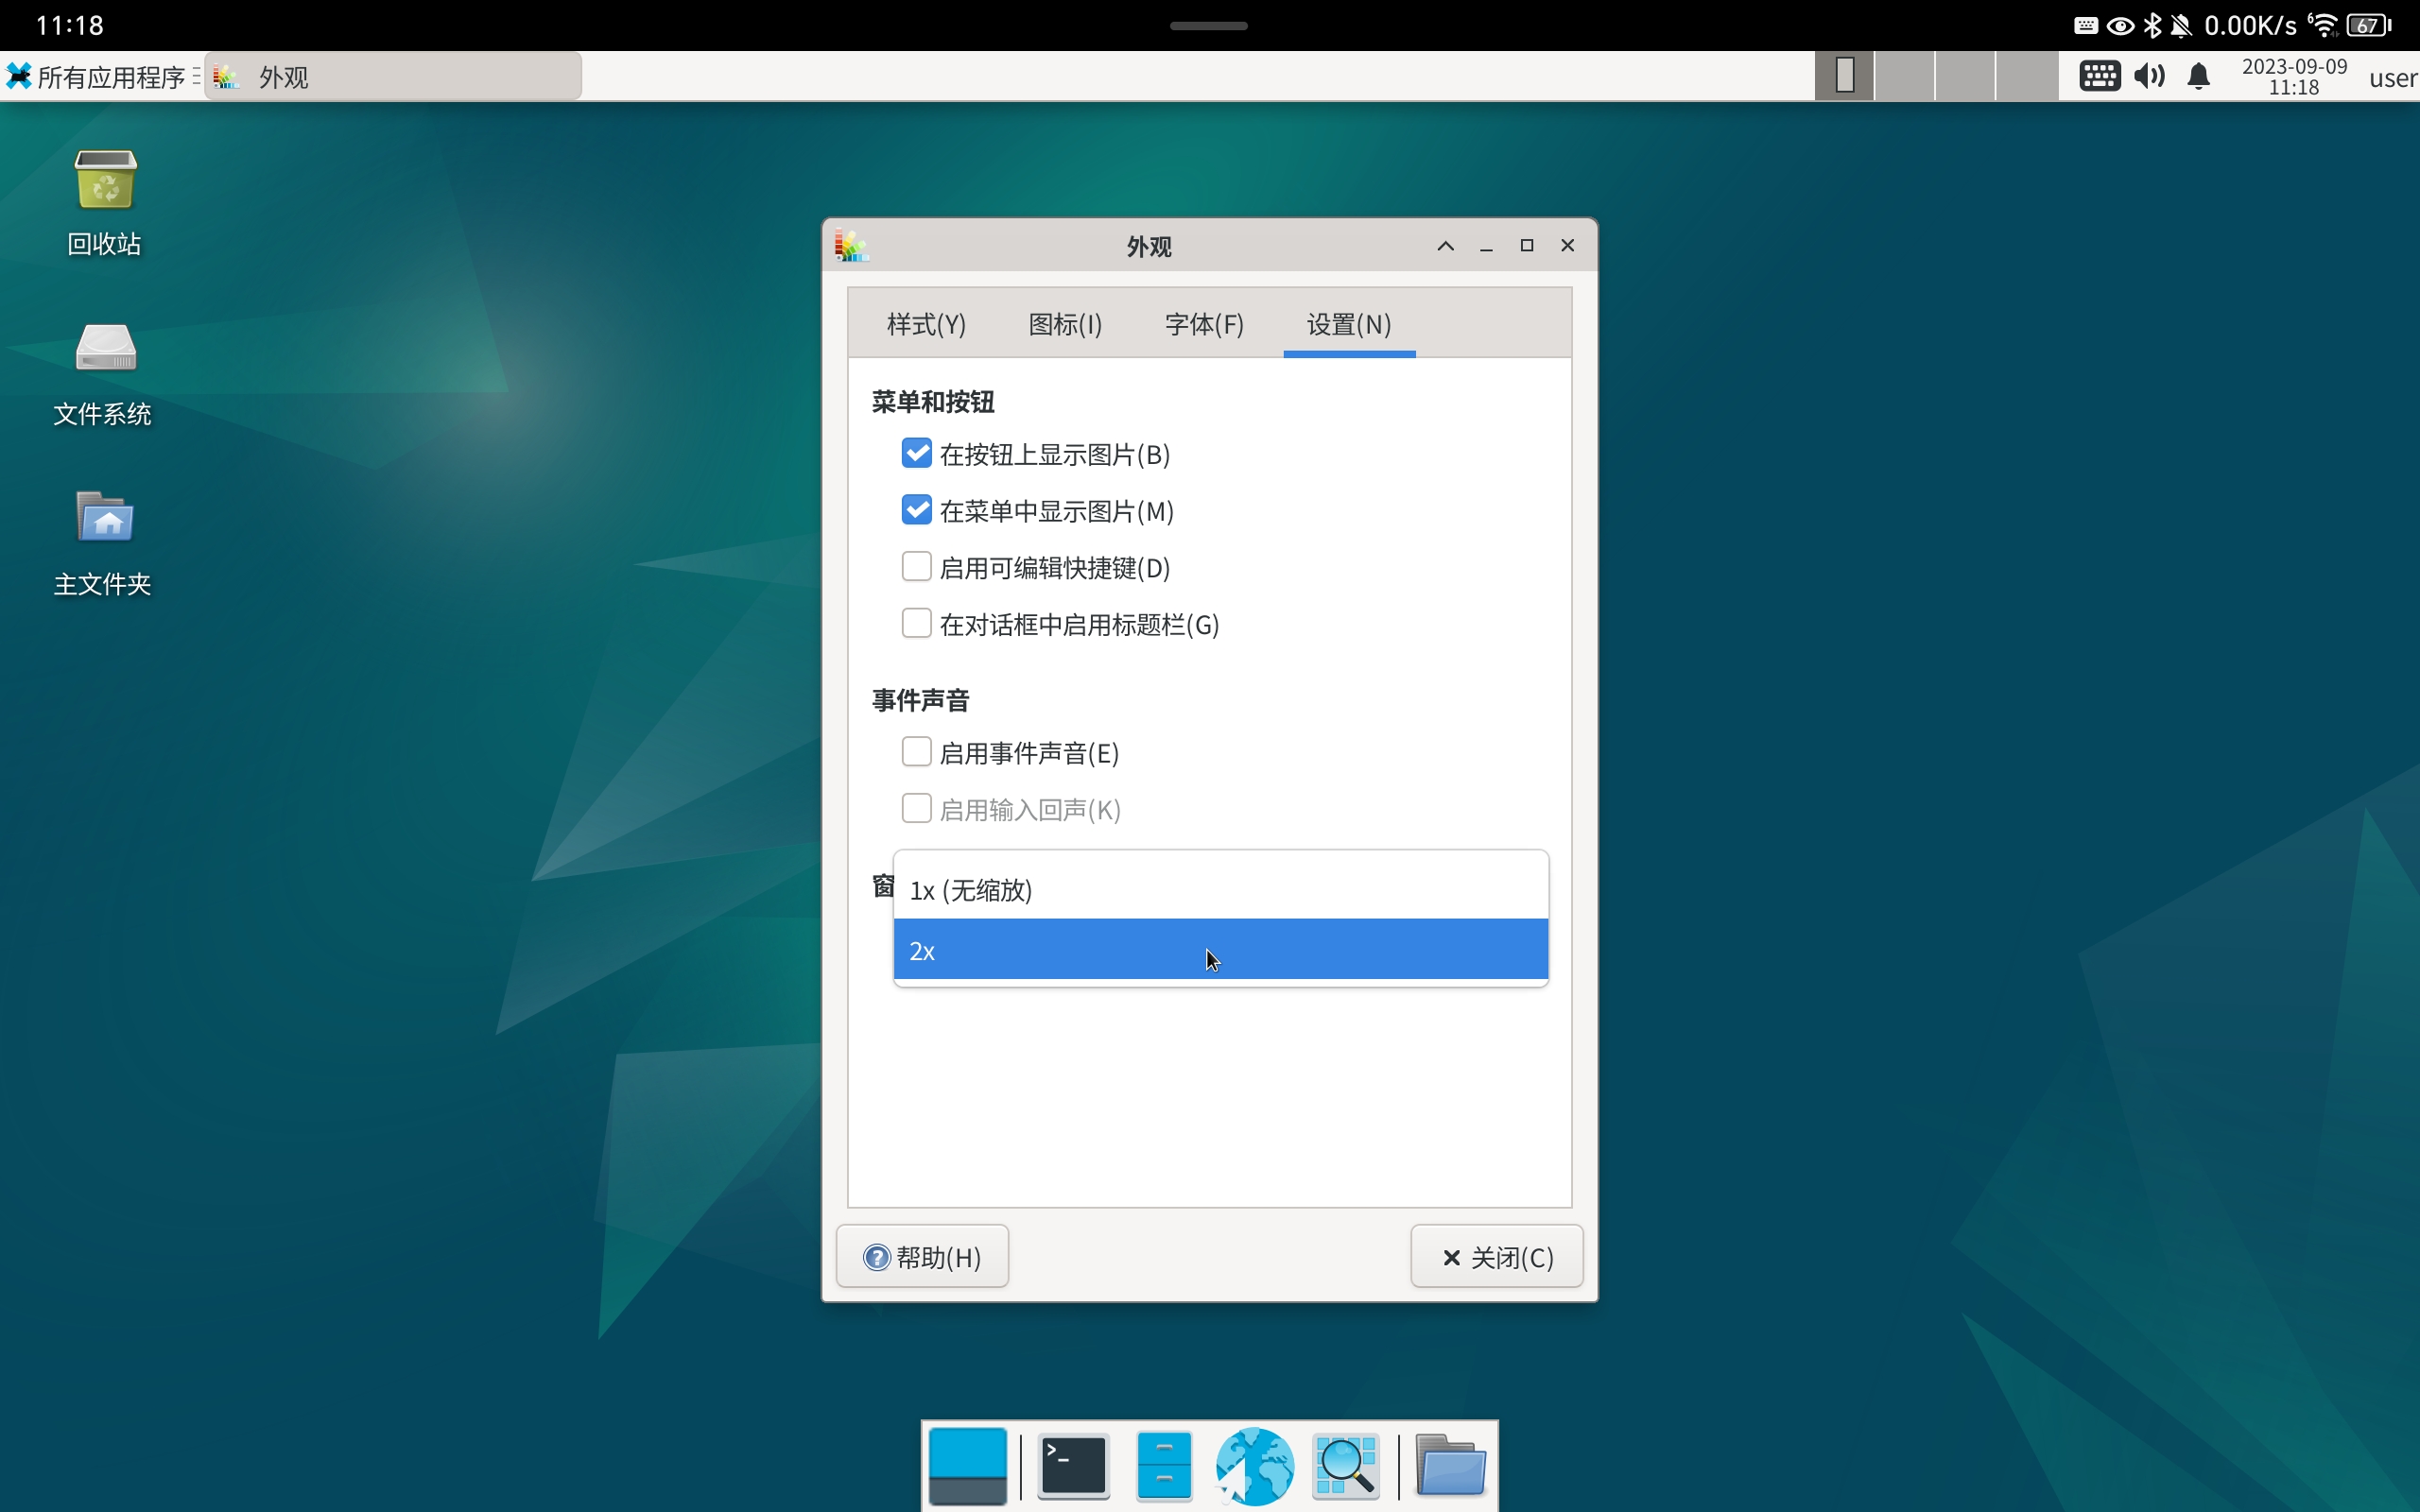 11:18
0.00K/s
6
67
所有应用程序
外观
2023-09-09
11:18
user
回收站
文件系统
主文件夹
外观
样式(Y)
图标(I)
字体(F)
设置(N)
菜单和按钮
在按钮上显示图片(B)
在菜单中显示图片(M)
启用可编辑快捷键(D)
在对话框中启用标题栏(G)
事件声音
启用事件声音(E)
启用输入回声(K)
窗
1x (无缩放)
2x
帮助(H)
关闭(C)